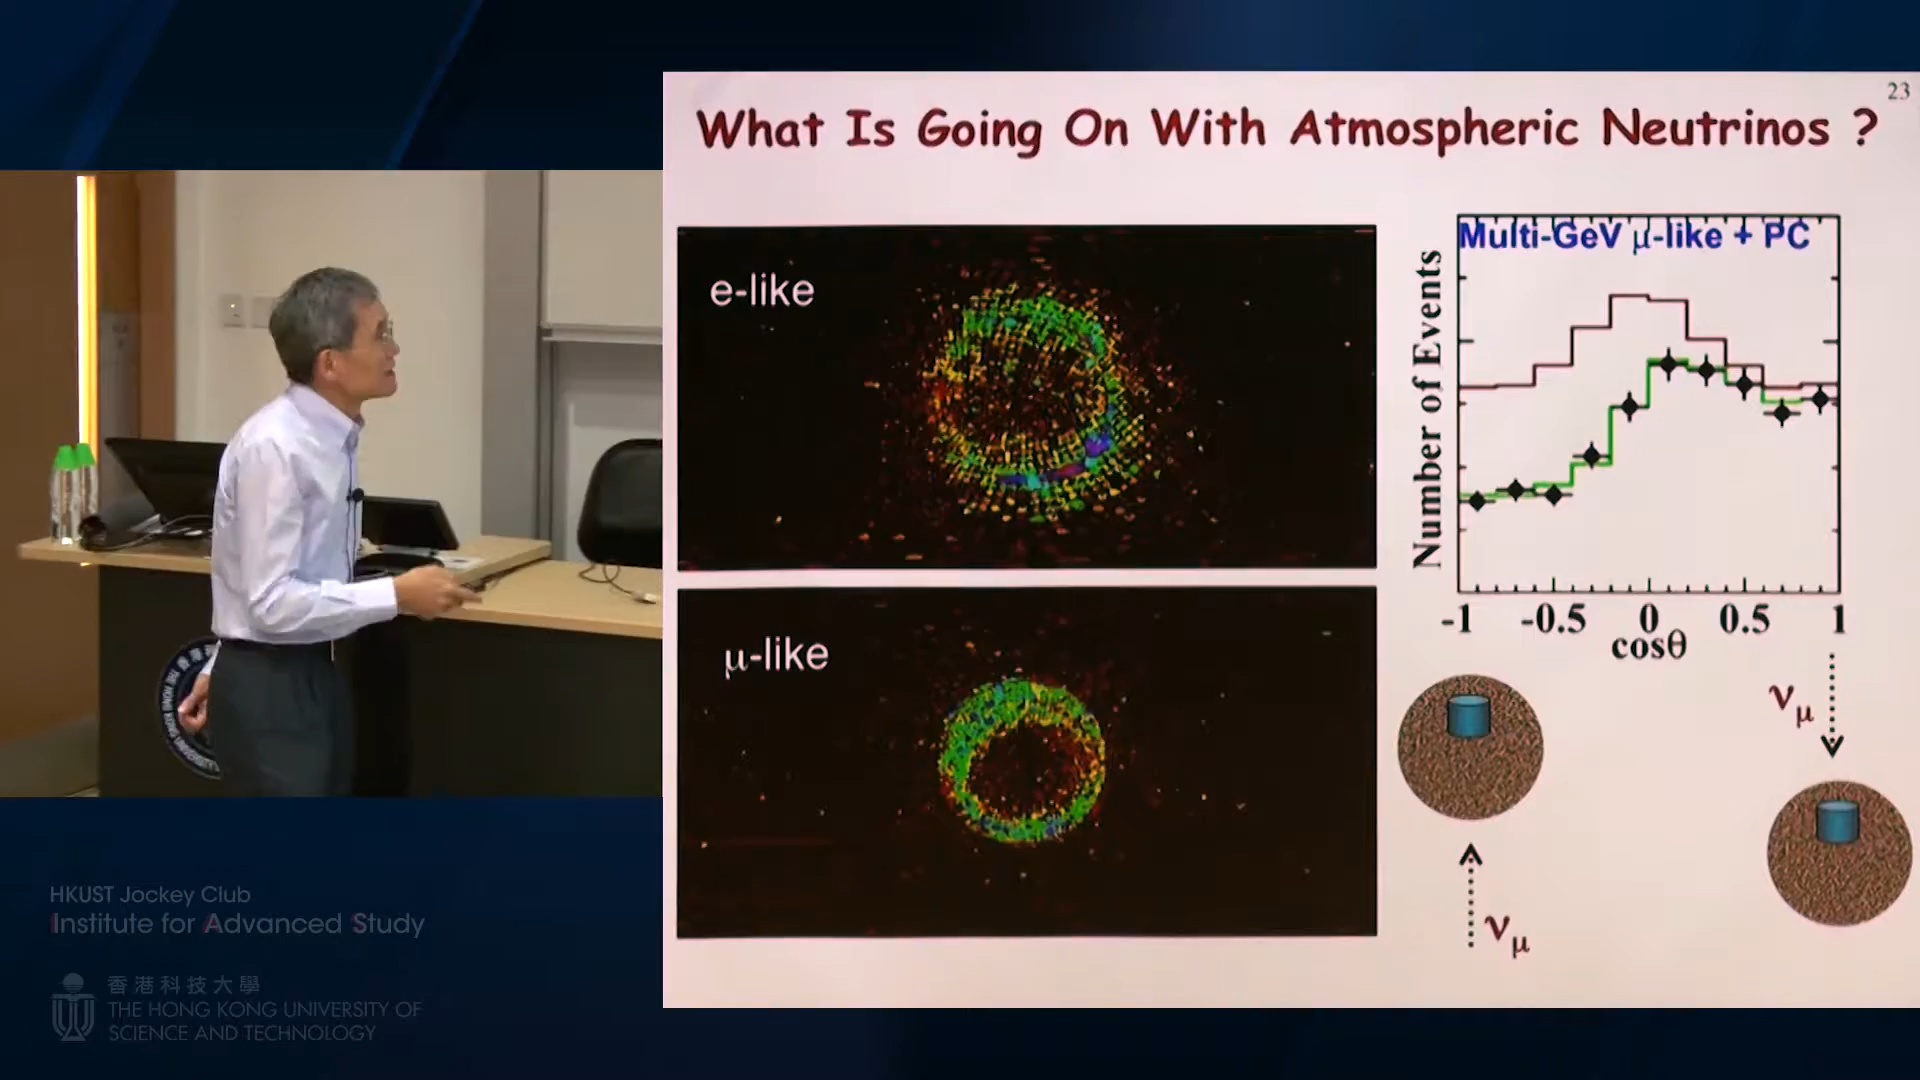 23
What Is Going On With Atmospheric Neutrinos ?
e-like
μ-like
Multi-GeV μ-like + PC
Number of Events
-1 -0.5 0 0.5 1
cosθ
νμ
νμ
HKUST Jockey Club
Institute for Advanced Study
香港科技大學
THE HONG KONG UNIVERSITY OF
SCIENCE AND TECHNOLOGY